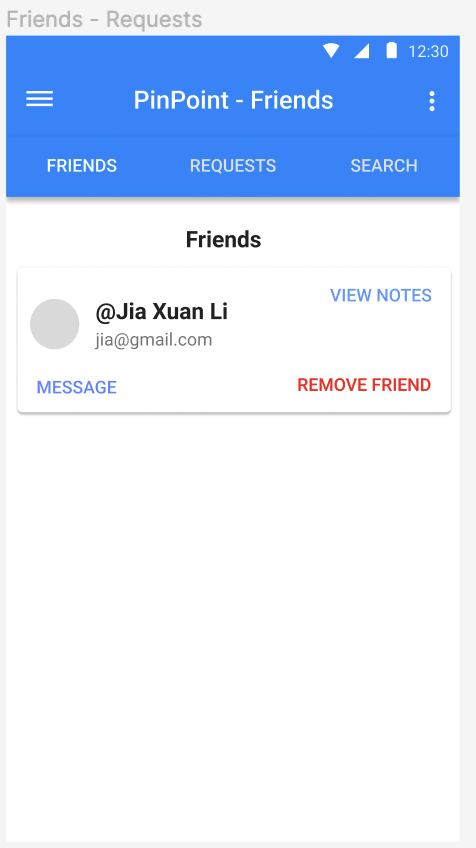 Friends - Requests
12:30
PinPoint - Friends
FRIENDS REQUESTS SEARCH
Friends
VIEW NOTES
@Jia Xuan Li
jia@gmail.com
MESSAGE REMOVE FRIEND